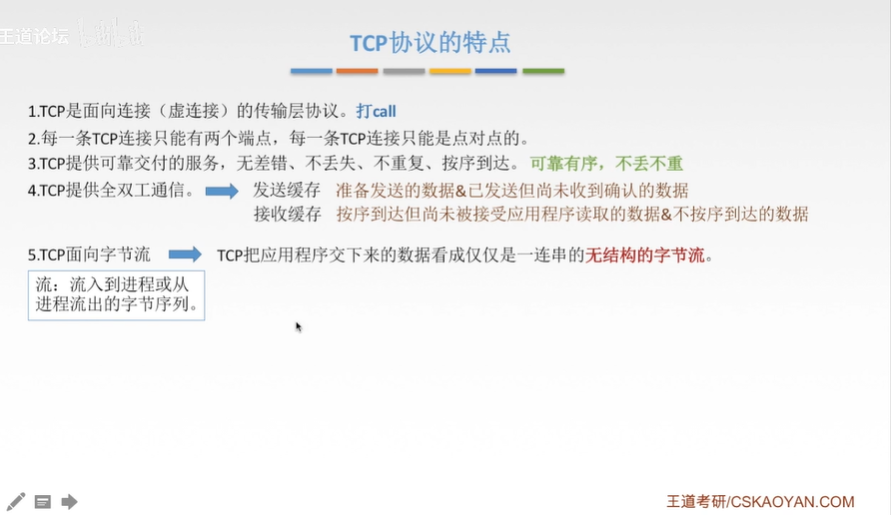 王道论坛
TCP协议的特点
1.TCP是面向连接（虚连接）的传输层协议。打call
2.每一条TCP连接只能有两个端点，每一条TCP连接只能是点对点的。
3.TCP提供可靠交付的服务，无差错、不丢失、不重复、按序到达。可靠有序，不丢不重
4.TCP提供全双工通信。 发送缓存 准备发送的数据&已发送但尚未收到确认的数据
接收缓存 按序到达但尚未被接受应用程序读取的数据&不按序到达的数据
5.TCP面向字节流 TCP把应用程序交下来的数据看成仅仅是一连串的无结构的字节流。
流：流入到进程或从
进程流出的字节序列。
王道考研/CSKAOYAN.COM